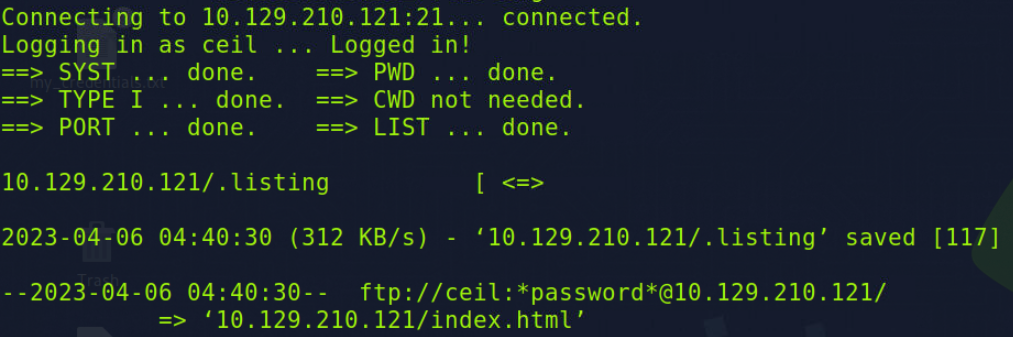 Connecting to 10.129.210.121:21... connected.
Logging in as ceil ... Logged in!
==> SYST ... done.    ==> PWD ... done.
==> TYPE I ... done.  ==> CWD not needed.
==> PORT ... done.    ==> LIST ... done.
10.129.210.121/.listing          [ <=>
2023-04-06 04:40:30 (312 KB/s) - ‘10.129.210.121/.listing’ saved [117]
Trash
--2023-04-06 04:40:30--  ftp://ceil:*password*@10.129.210.121/
           => ‘10.129.210.121/index.html’